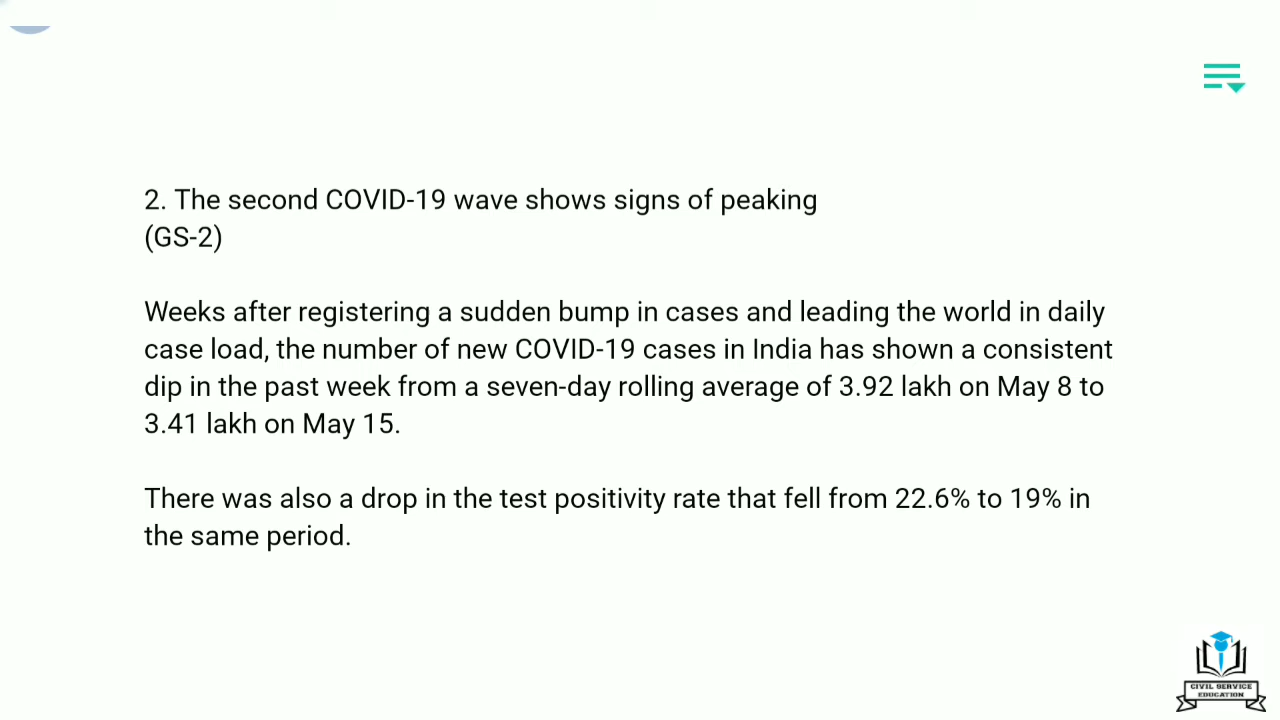 2. The second COVID-19 wave shows signs of peaking
(GS-2)
Weeks after registering a sudden bump in cases and leading the world in daily
case load, the number of new COVID-19 cases in India has shown a consistent
dip in the past week from a seven-day rolling average of 3.92 lakh on May 8 to
3.41 lakh on May 15.
There was also a drop in the test positivity rate that fell from 22.6% to 19% in
the same period.
CIVIL SERVICE
EDUCATION